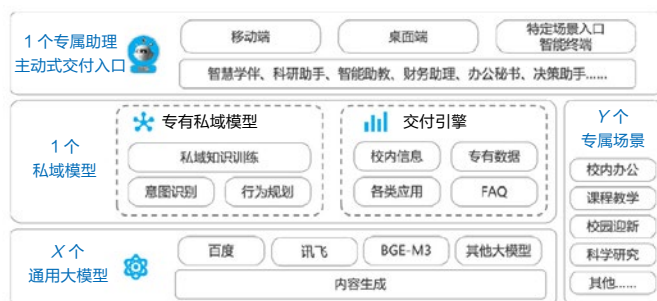 1 个专属助理
主动式交付入口
移动端
桌面端
特定场景入口
智能终端
智慧学伴、科研助手、智能助教、财务助理、办公秘书、决策助手......
1 个
私域模型
专有私域模型
私域知识训练
意图识别
行为规划
交付引擎
校内信息
专有数据
各类应用
FAQ
X 个
通用大模型
百度
讯飞
BGE-M3
其他大模型
内容生成
Y 个
专属场景
校内办公
课程教学
校园迎新
科学研究
其他......